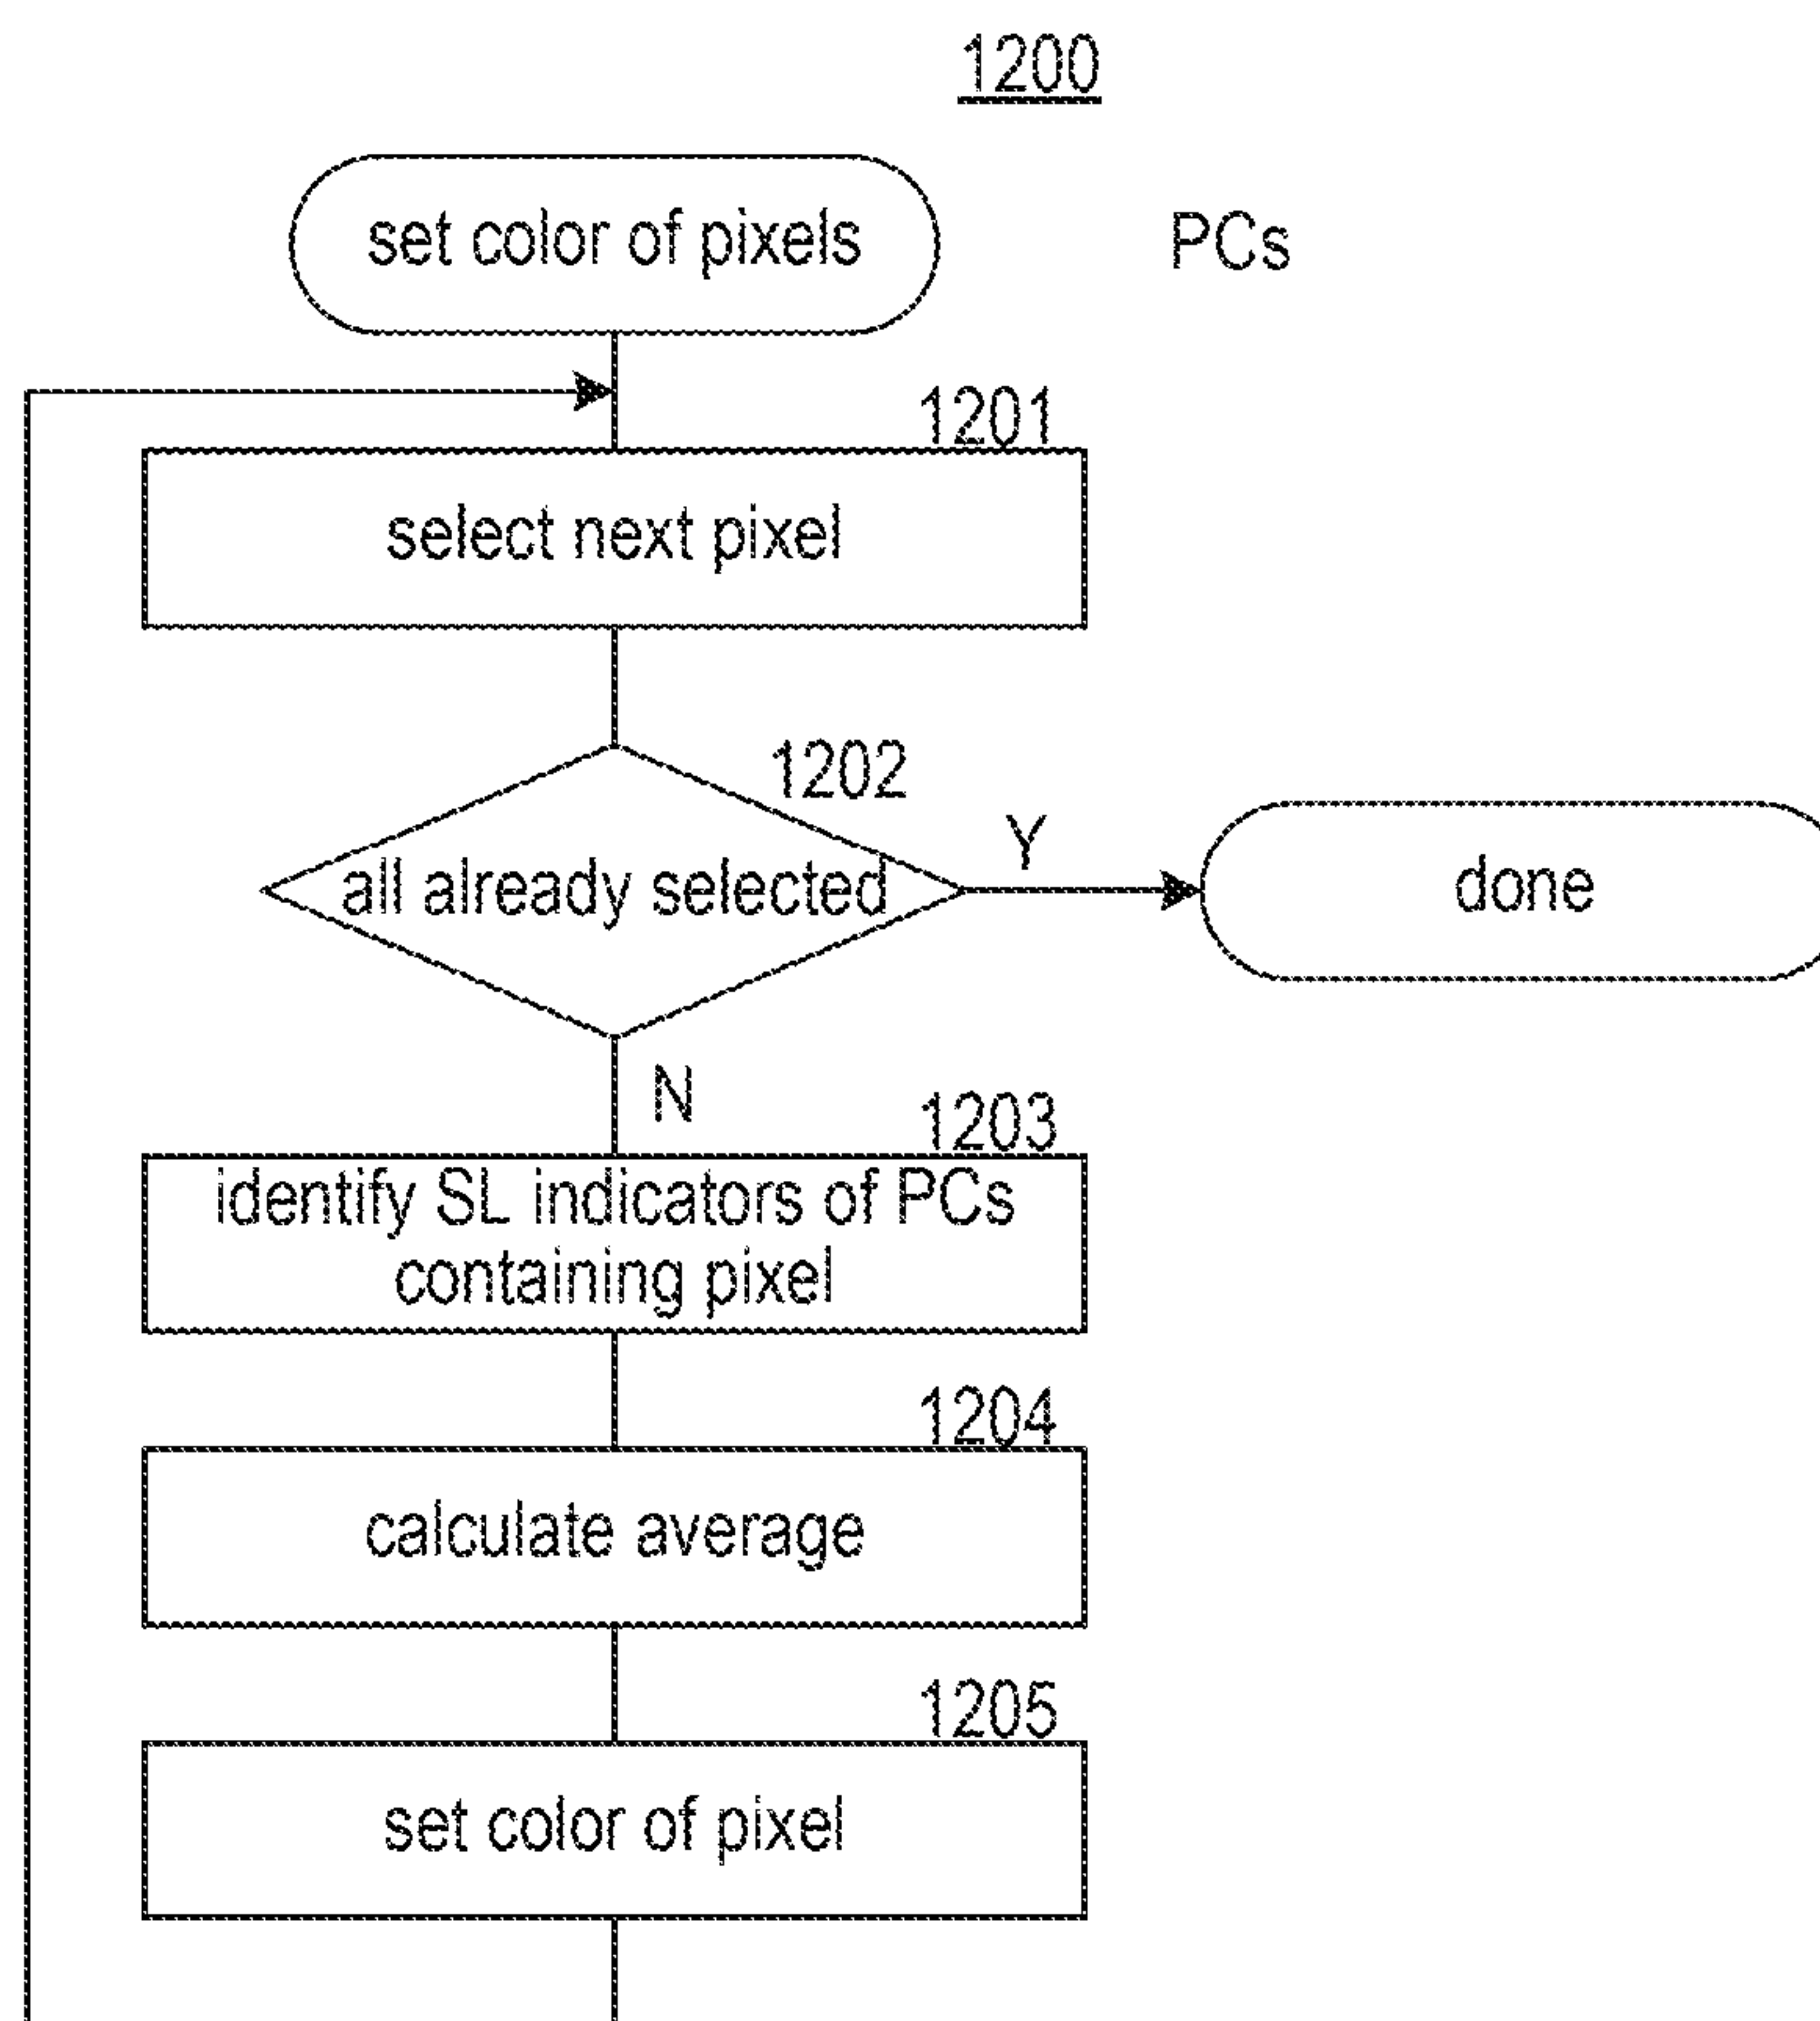 1200
set color of pixels
PCs
1201
select next pixel
1202
all already selected
Y
done
N
1203
identify SL indicators of PCs
containing pixel
1204
calculate average
1205
set color of pixel